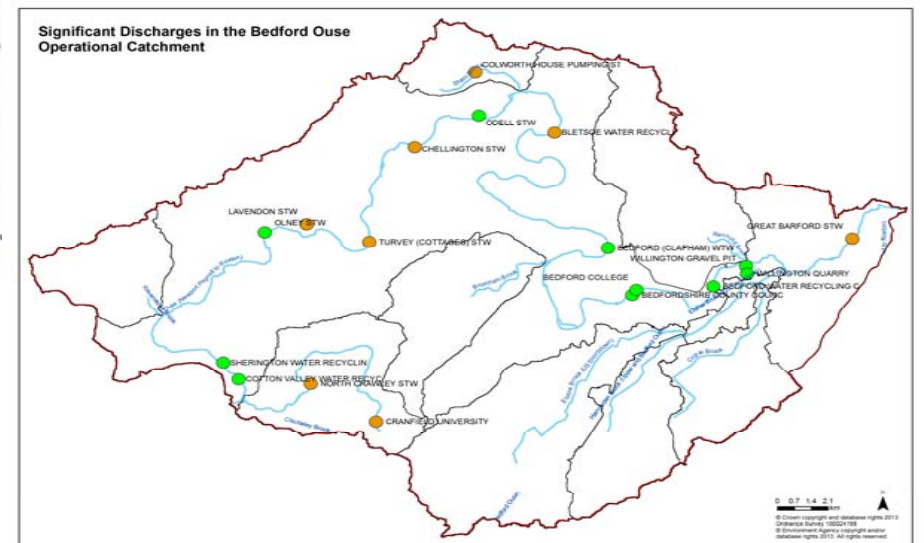 Significant Discharges in the Bedford Ouse
Operational Catchment
COLWORTH HOUSE PUMPING ST
ODELL STW
BLETSOE WATER RECYCL
CHELLINGTON STW
LAVENDON STW
OLNEY STW
TURVEY (COTTAGES) STW
GREAT BARFORD STW
BEDFORD (CLAPHAM) WTW
WILLINGTON GRAVEL PIT
WILLINGTON QUARRY
BEDFORD COLLEGE
BEDFORD WATER RECYCLING C
BEDFORDSHIRE COUNTY COUNC
SHERINGTON WATER RECYCLIN
COTTON VALLEY WATER RECYC
NORTH CRAWLEY STW
CRANFIELD UNIVERSITY
Chicheley Brook
0 0.7 1.4 2.1
Km
© Crown copyright and database rights 2013
Ordnance Survey 100024198
© Environment Agency copyright and/or
database rights 2013. All rights reserved